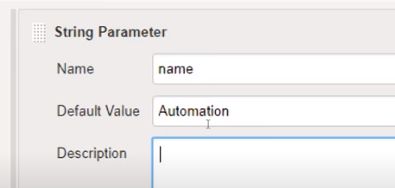 String Parameter
Name name
Default Value Automation
Description